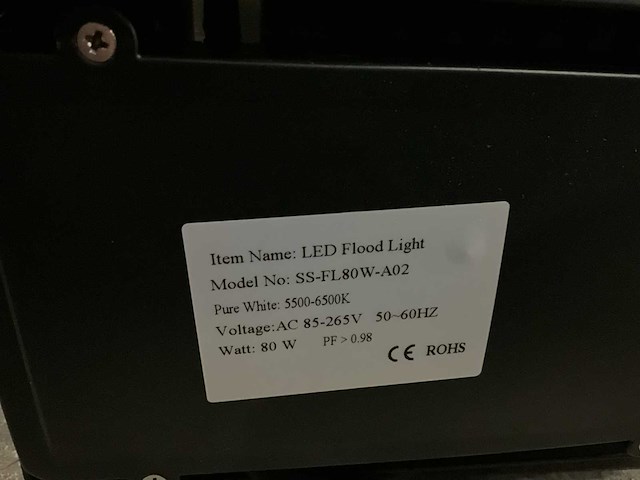 Item Name: LED Flood Light
Model No: SS-FL80W-A02
Pure White: 5500-6500K
Voltage:AC 85-265V 50~60HZ
Watt: 80 W PF > 0.98
CE ROHS